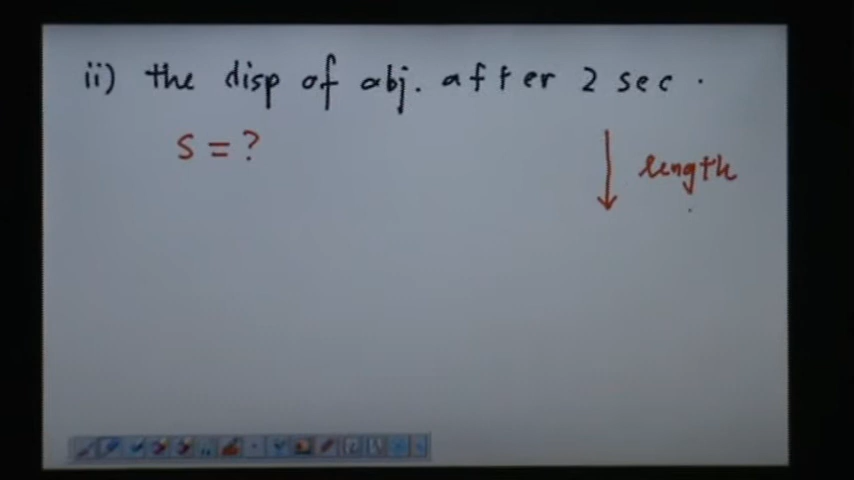 ii) the disp of obj. after 2 sec.
s = ?
↓ length